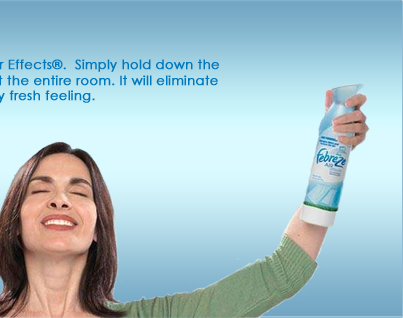 r Effects®. Simply hold down the
t the entire room. It will eliminate
y fresh feeling.
febreze